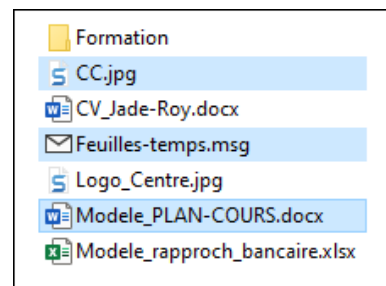 Formation
CC.jpg
CV_Jade-Roy.docx
Feuilles-temps.msg
Logo_Centre.jpg
Modele_PLAN-COURS.docx
Modele_rapproch_bancaire.xlsx